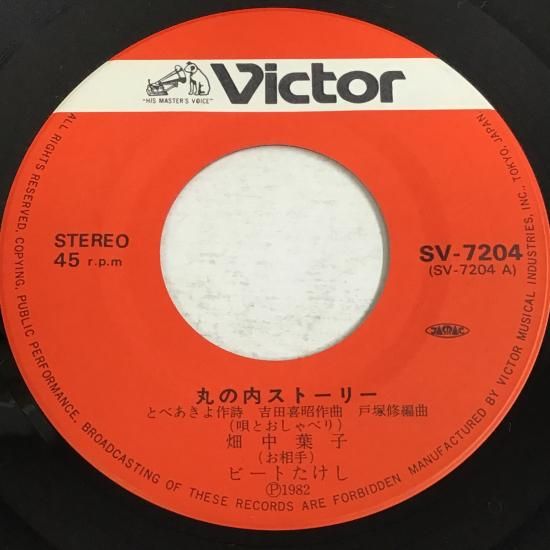 Victor
"HIS MASTER'S VOICE"
STEREO
45 r.p.m
SV-7204
(SV-7204 A)
JASRAC
丸の内ストーリー
とべあきよ作詩 吉田喜昭作曲 戸塚修編曲
(唄とおしゃべり)
畑中葉子
(お相手)
ビートたけし
Ⓟ1982
ALL RIGHTS RESERVED. COPYING, PUBLIC PERFORMANCE, BROADCASTING OF THESE RECORDS ARE FORBIDDEN MANUFACTURED BY VICTOR MUSICAL INDUSTRIES, INC., TOKYO, JAPAN